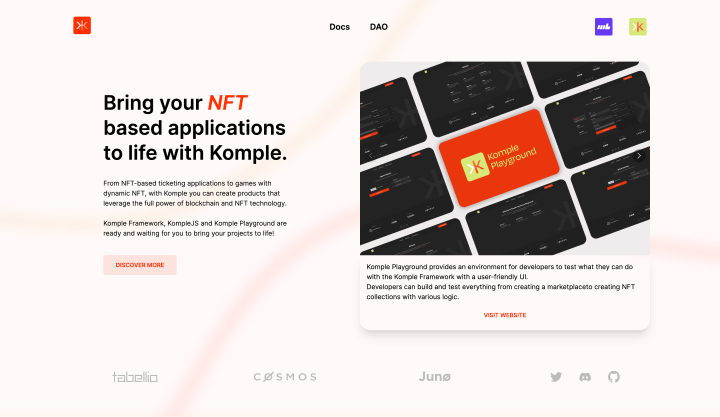 Docs
DAO
Bring your NFT
based applications
to life with Komple.
From NFT-based ticketing applications to games with
dynamic NFT, with Komple you can create products that
leverage the full power of blockchain and NFT technology.
Komple Framework, KompleJS and Komple Playground are
ready and waiting for you to bring your projects to life!
DISCOVER MORE
Komple
Playground
Komple Playground provides an environment for developers to test what they can do
with the Komple Framework with a user-friendly UI.
Developers can build and test everything from creating a marketplaceto creating NFT
collections with various logic.
VISIT WEBSITE
tabellio
CØSMOS
Junø